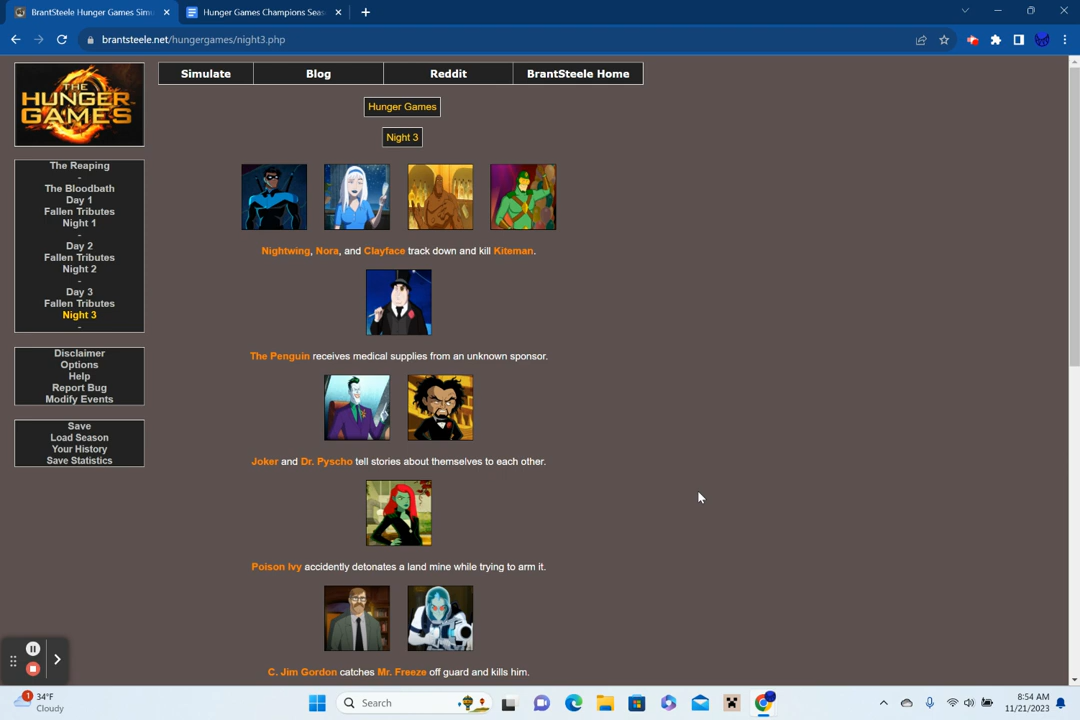 BrantSteele Hunger Games Simu
Hunger Games Champions Seas
brantsteele.net/hungergames/night3.php
THE
HUNGER
GAMES
Simulate
Blog
Reddit
BrantSteele Home
Hunger Games
Night 3
The Reaping
-
The Bloodbath
Day 1
Fallen Tributes
Night 1
-
Day 2
Fallen Tributes
Night 2
-
Day 3
Fallen Tributes
Night 3
-
Disclaimer
Options
Help
Report Bug
Modify Events
Save
Load Season
Your History
Save Statistics
Nightwing, Nora, and Clayface track down and kill Kiteman.
The Penguin receives medical supplies from an unknown sponsor.
Joker and Dr. Pyscho tell stories about themselves to each other.
Poison Ivy accidently detonates a land mine while trying to arm it.
C. Jim Gordon catches Mr. Freeze off guard and kills him.
1
34°F
Cloudy
Search
8:54 AM
11/21/2023